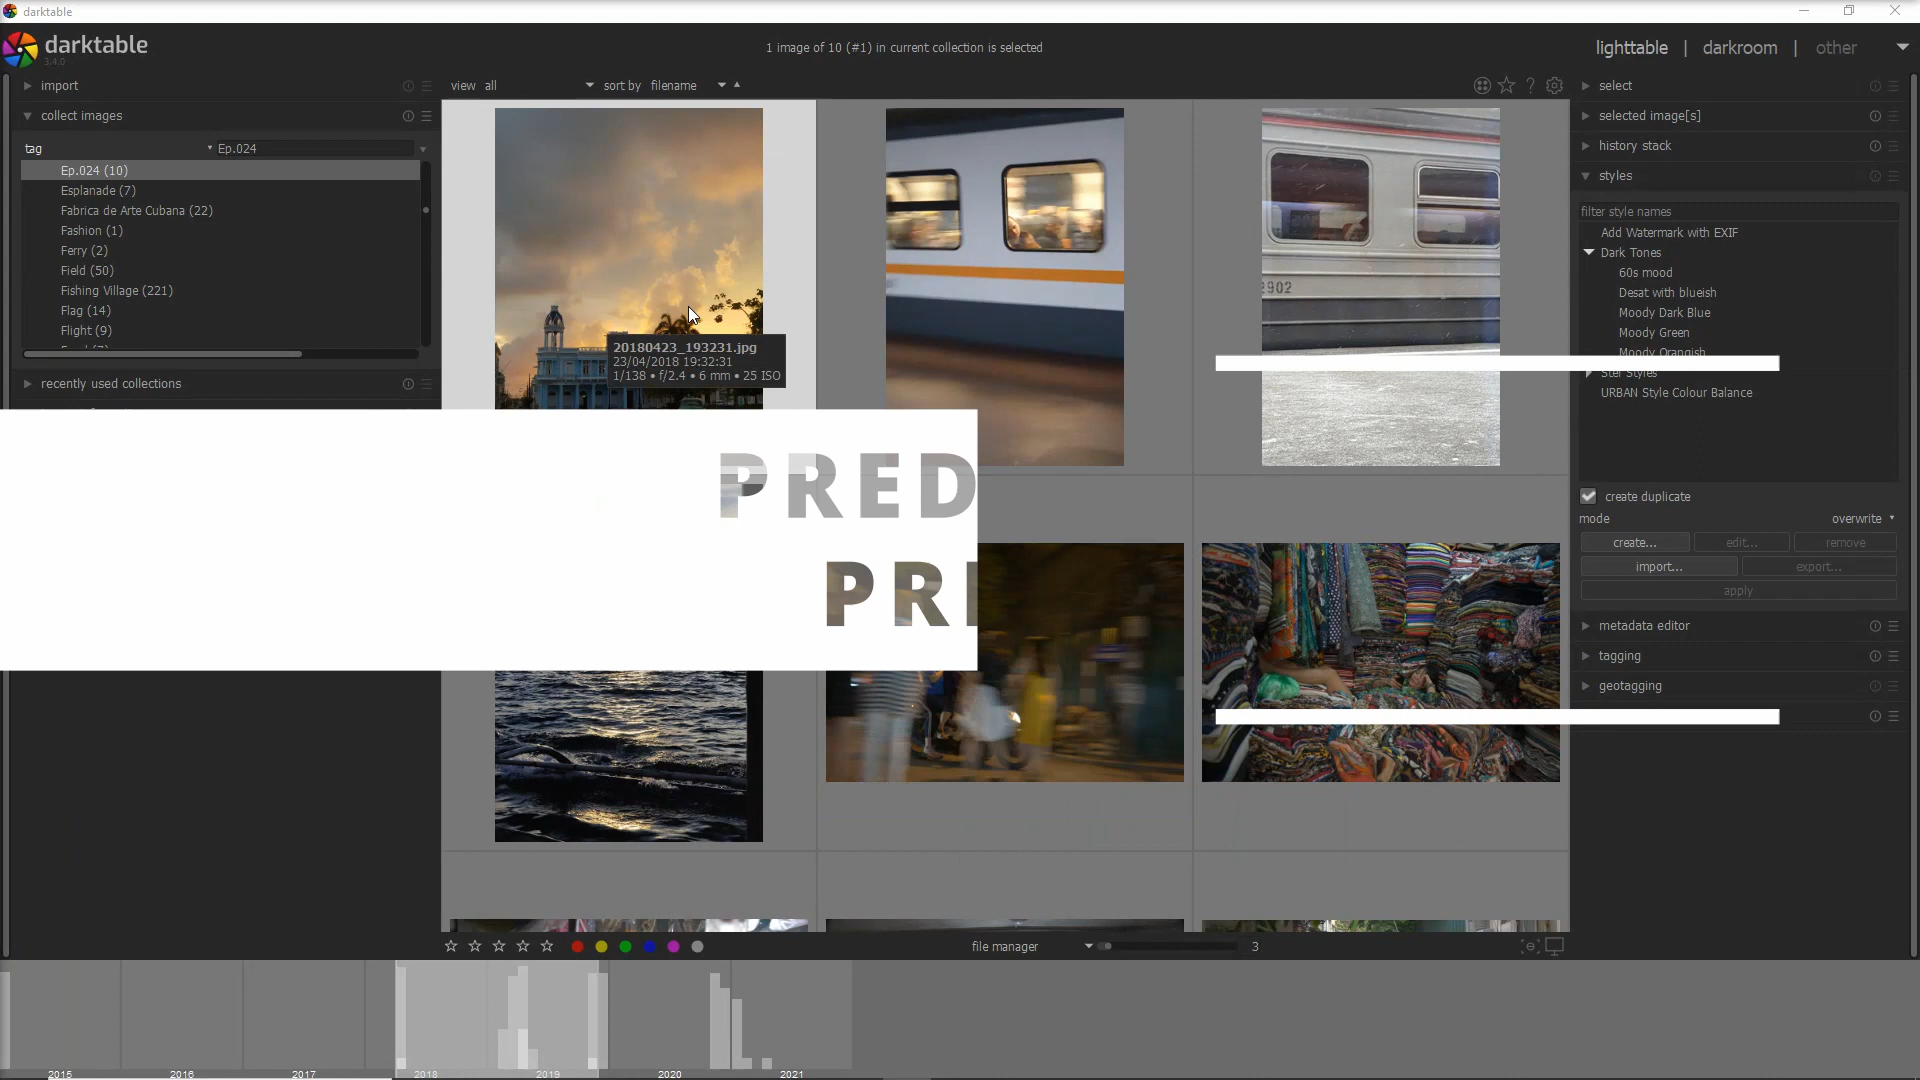 darktable
darktable
3.4.0
1 image of 10 (#1) in current collection is selected
lighttable | darkroom | other
import
view all sort by filename
?
select
collect images
selected image[s]
tag Ep.024
history stack
Ep.024 (10)
styles
Esplanade (7)
Fabrica de Arte Cubana (22)
filter style names
Fashion (1)
Add Watermark with EXIF
Ferry (2)
Dark Tones
Field (50)
60s mood
Fishing Village (221)
Desat with blueish
Flag (14)
Moody Dark Blue
Flight (9)
Moody Green
Moody Orangish
20180423_193231.jpg
23/04/2018 19:32:31
1/138 • f/2.4 • 6 mm • 25 ISO
2902
recently used collections
URBAN Style Colour Balance
PRED
PRI
create duplicate
mode overwrite
create... edit... remove
import... export...
apply
metadata editor
tagging
geotagging
file manager 3
2015 2016 2017 2018 2019 2020 2021